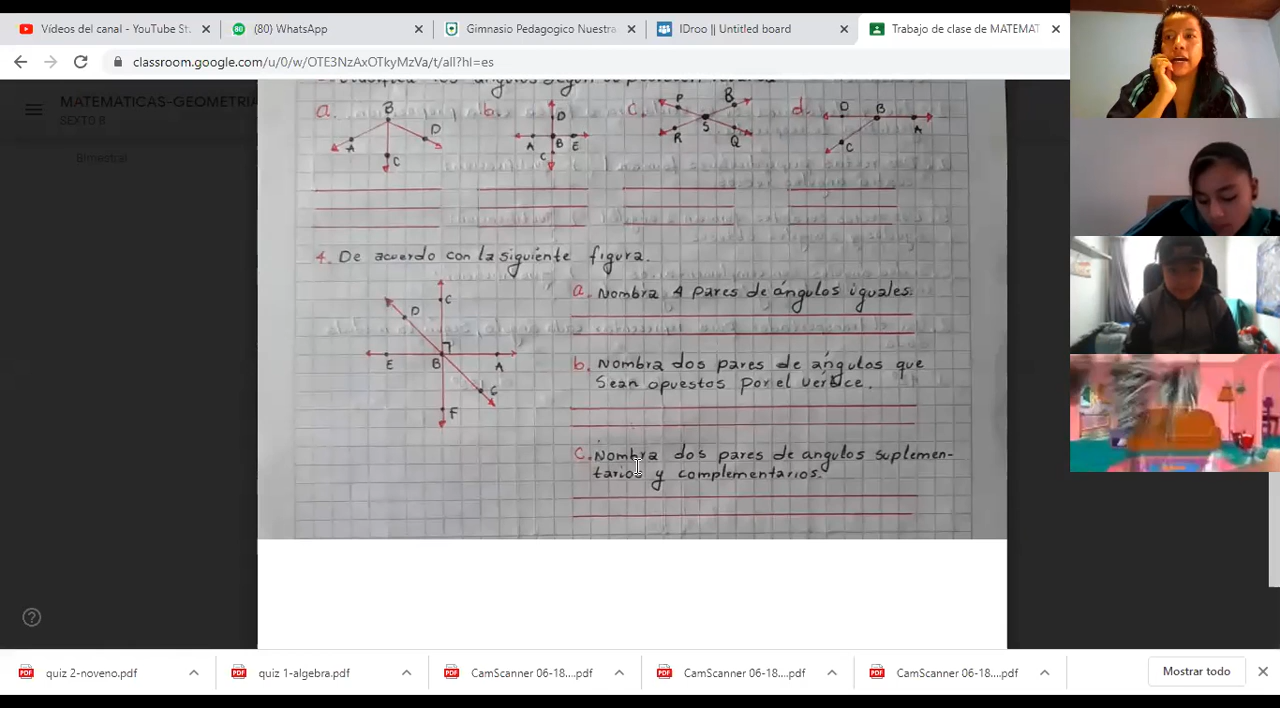 Vídeos del canal - YouTube St
(80) WhatsApp
Gimnasio Pedagogico Nuestra
IDroo || Untitled board
Trabajo de clase de MATEMAT
classroom.google.com/u/0/w/OTE3NzAxOTkyMzVa/t/all?hl=es
MATEMATICAS-GEOMETRIA
SEXTO B
Bimestral
a.
B
A
D
C
b.
D
A
B
E
C
c.
P
B
S
R
Q
d.
D
B
A
C
4. De acuerdo con la siguiente figura.
C
D
E
B
A
G
F
a. Nombra 4 pares de ángulos iguales.
b. Nombra dos pares de ángulos que
sean opuestos por el vértice.
C. Nombra dos pares de angulos suplemen-
tarios y complementarios.
quiz 2-noveno.pdf
quiz 1-algebra.pdf
CamScanner 06-18....pdf
CamScanner 06-18....pdf
CamScanner 06-18....pdf
Mostrar todo